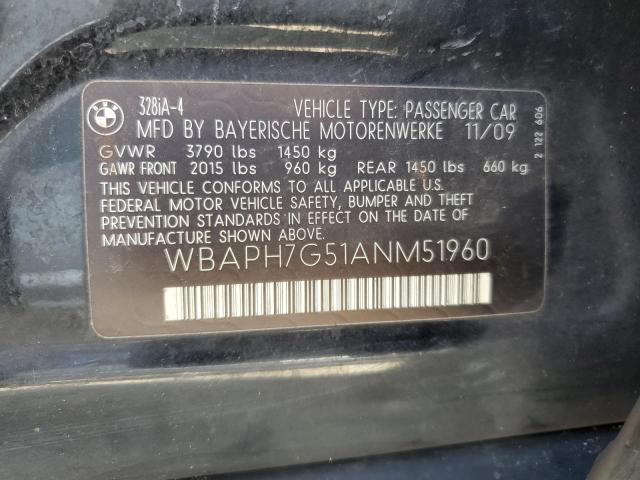 BMW
328iA-4 VEHICLE TYPE: PASSENGER CAR
MFD BY BAYERISCHE MOTORENWERKE 11/09
GVWR 3790 lbs 1450 kg
GAWR FRONT 2015 lbs 960 kg REAR 1450 lbs 660 kg
THIS VEHICLE CONFORMS TO ALL APPLICABLE U.S.
FEDERAL MOTOR VEHICLE SAFETY, BUMPER AND THEFT
PREVENTION STANDARDS IN EFFECT ON THE DATE OF
MANUFACTURE SHOWN ABOVE.
WBAPH7G51ANM51960
2 122 606